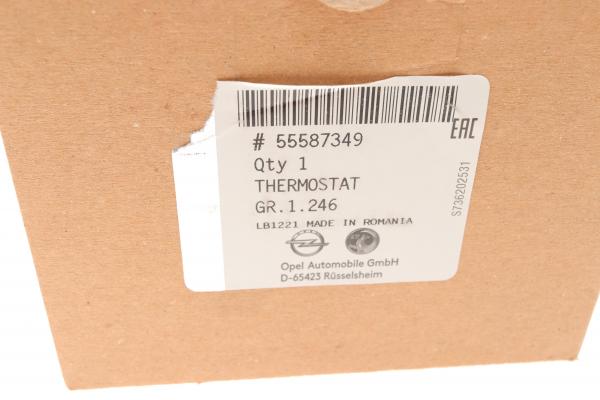 # 55587349
Qty 1
THERMOSTAT
GR.1.246
LB1221 MADE IN ROMANIA
Opel Automobile GmbH
D-65423 Rüsselsheim
EAC
S736202531